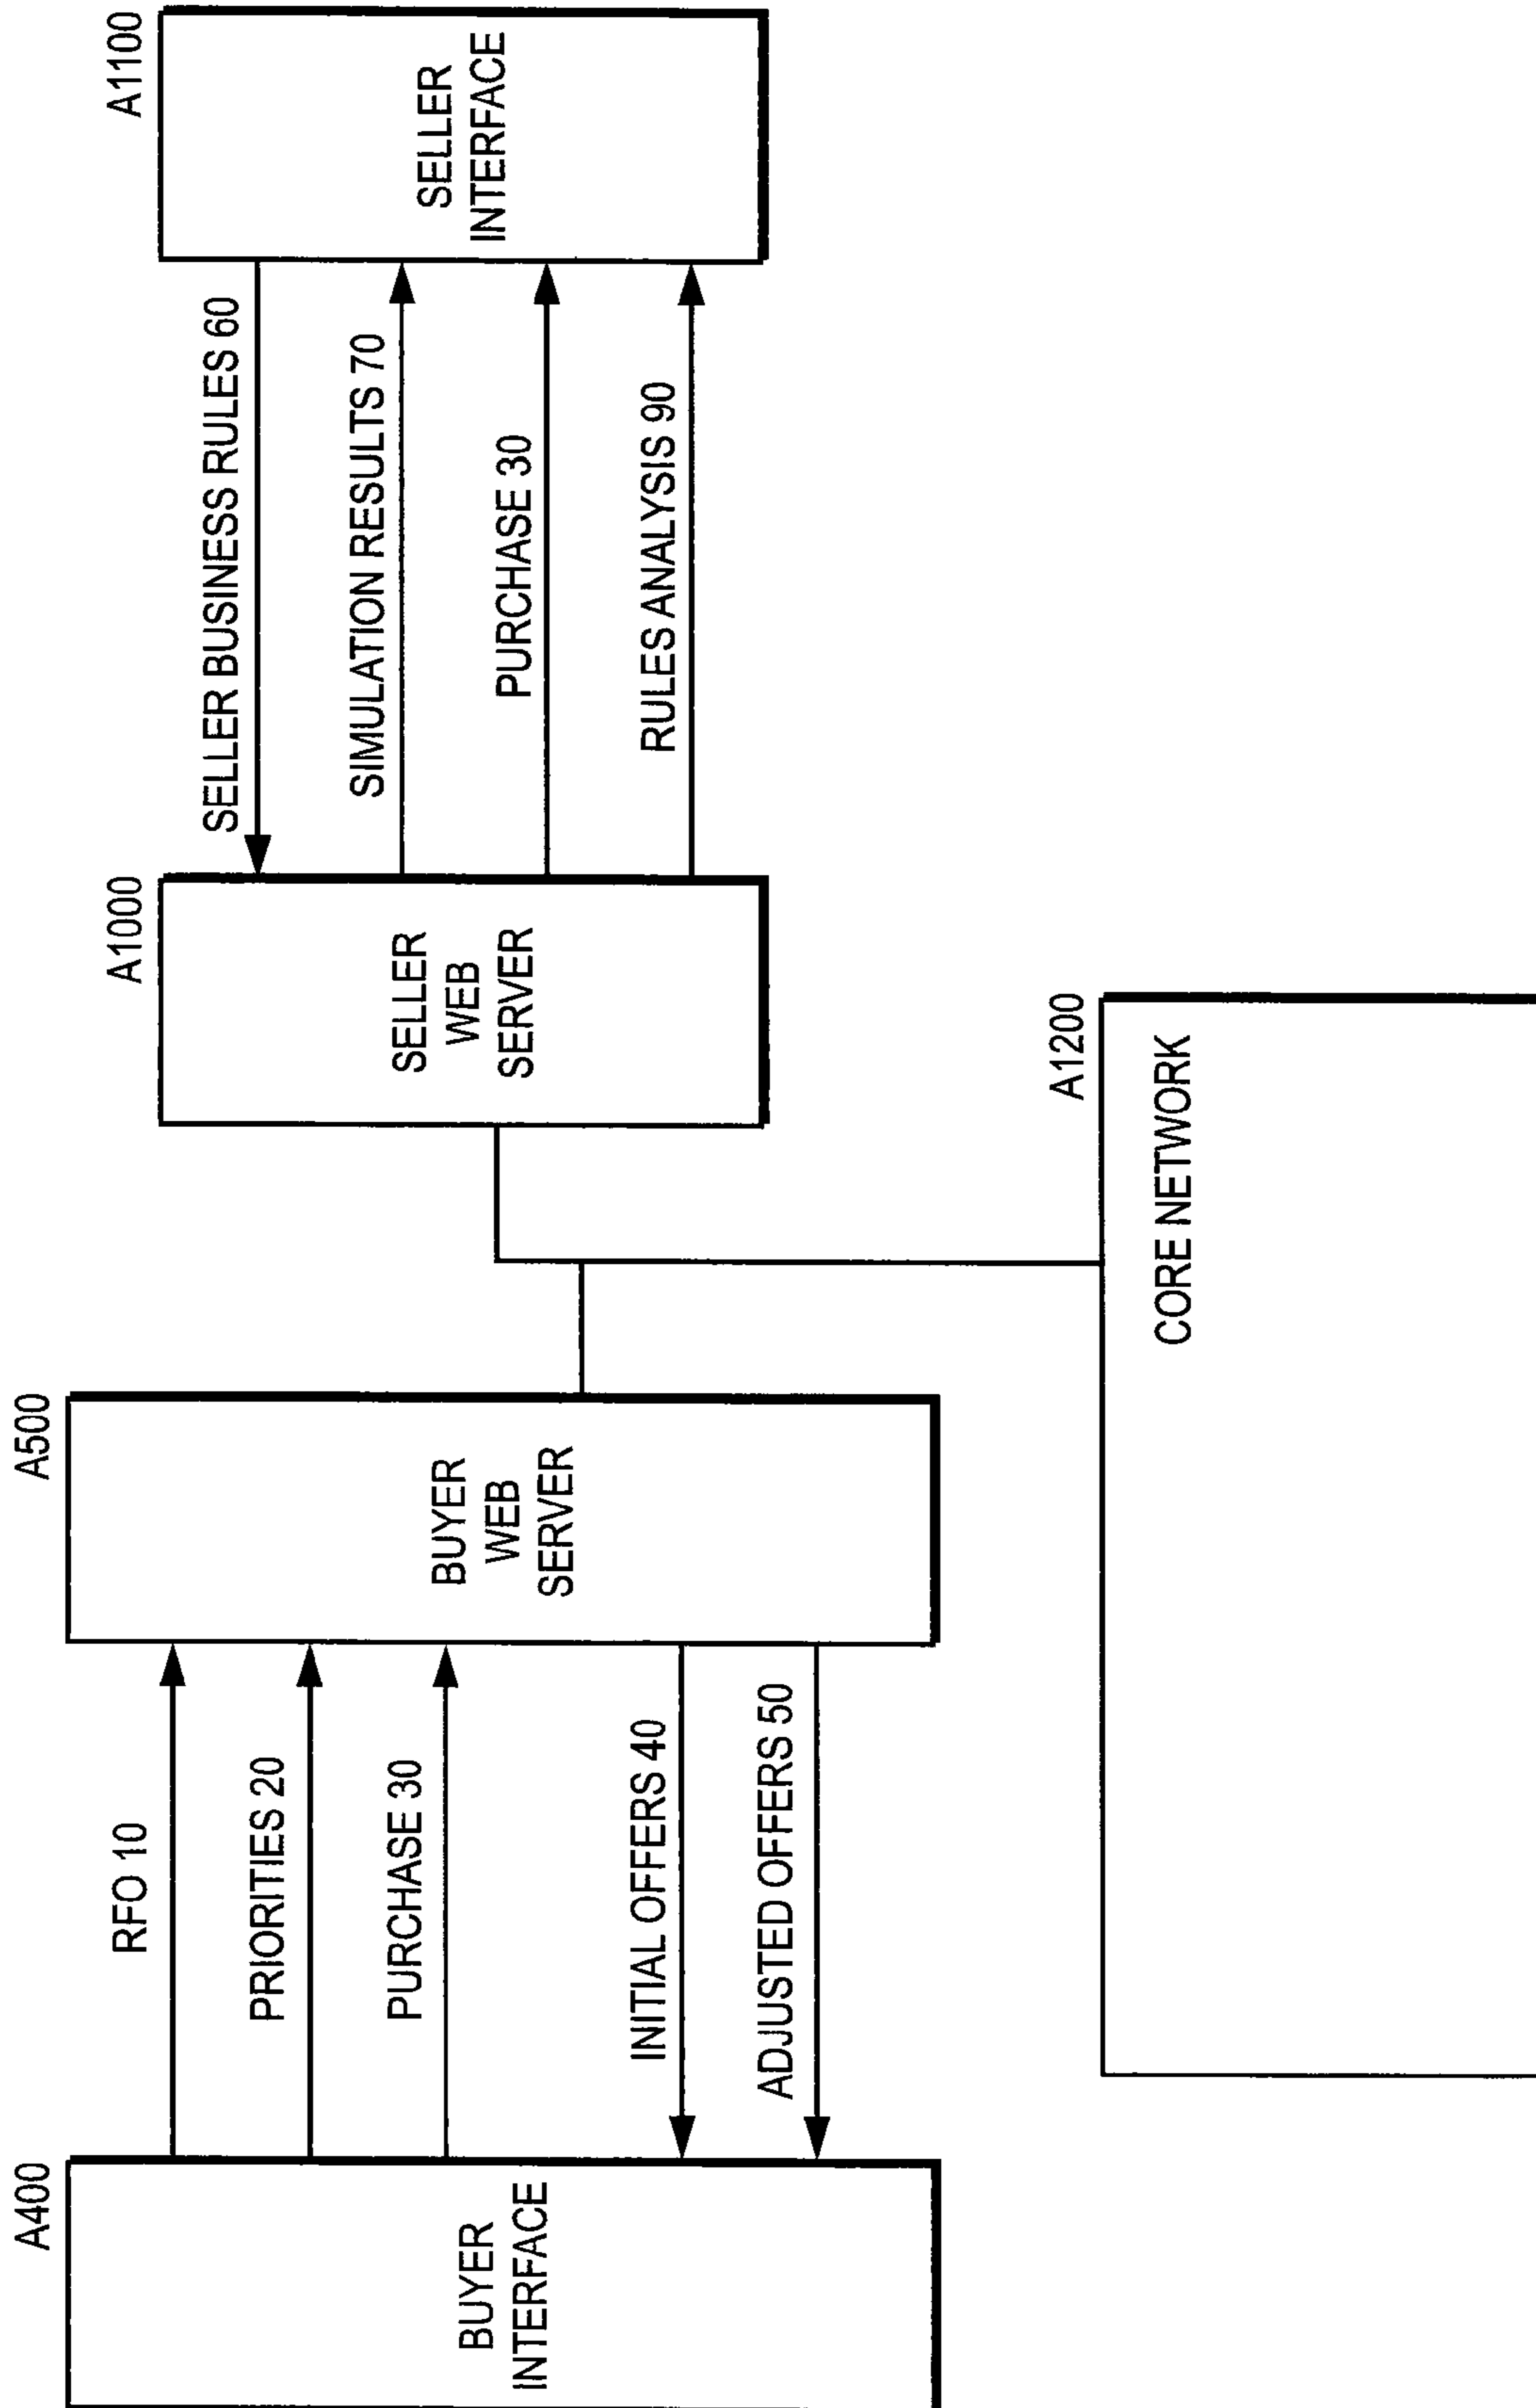 A400
BUYER
INTERFACE
RFO 10
PRIORITIES 20
PURCHASE 30
INITIAL OFFERS 40
ADJUSTED OFFERS 50
A500
BUYER
WEB
SERVER
A1000
SELLER
WEB
SERVER
SELLER BUSINESS RULES 60
SIMULATION RESULTS 70
PURCHASE 30
RULES ANALYSIS 90
A1100
SELLER
INTERFACE
A1200
CORE NETWORK